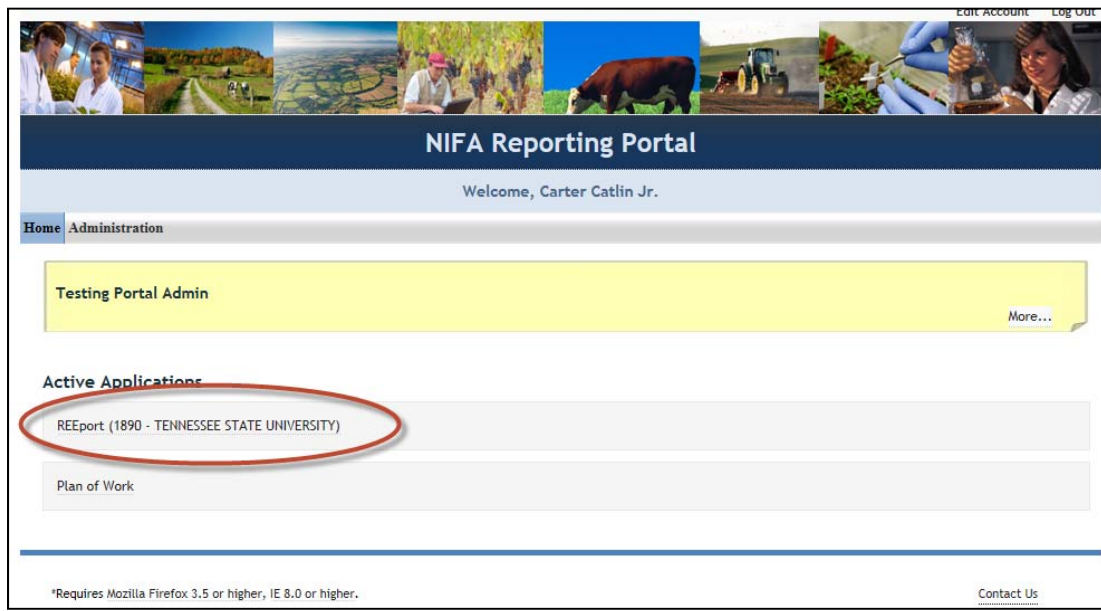 Edit Account Log Out
NIFA Reporting Portal
Welcome, Carter Catlin Jr.
Home Administration
Testing Portal Admin
More...
Active Applications
REEport (1890 - TENNESSEE STATE UNIVERSITY)
Plan of Work
*Requires Mozilla Firefox 3.5 or higher, IE 8.0 or higher. Contact Us